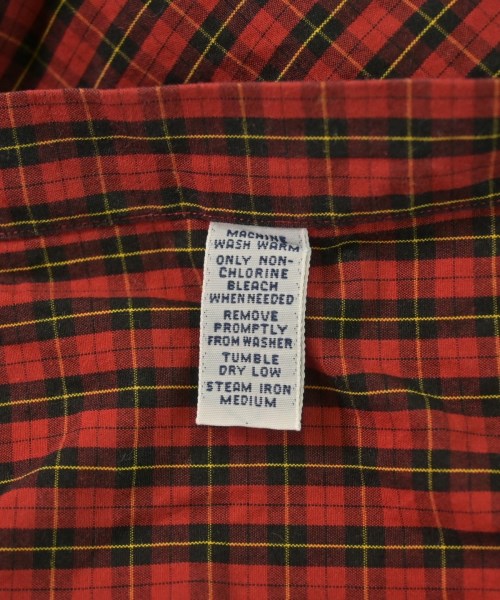 MACHINE
WASH WARM
ONLY NON-
CHLORINE
BLEACH
WHEN NEEDED
REMOVE
PROMPTLY
FROM WASHER
TUMBLE
DRY LOW
STEAM IRON
MEDIUM